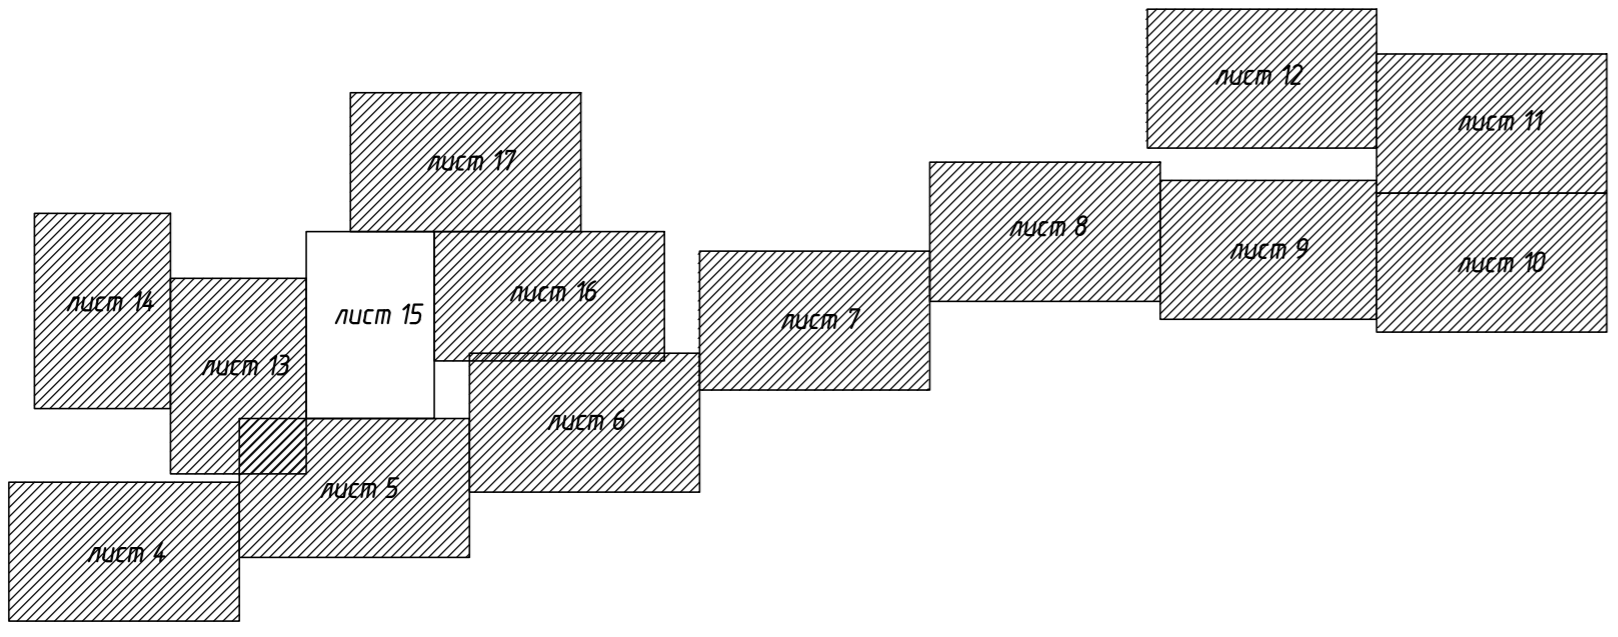 лист 12
лист 11
лист 17
лист 8
лист 9
лист 10
лист 14
лист 16
лист 15
лист 7
лист 13
лист 6
лист 5
лист 4